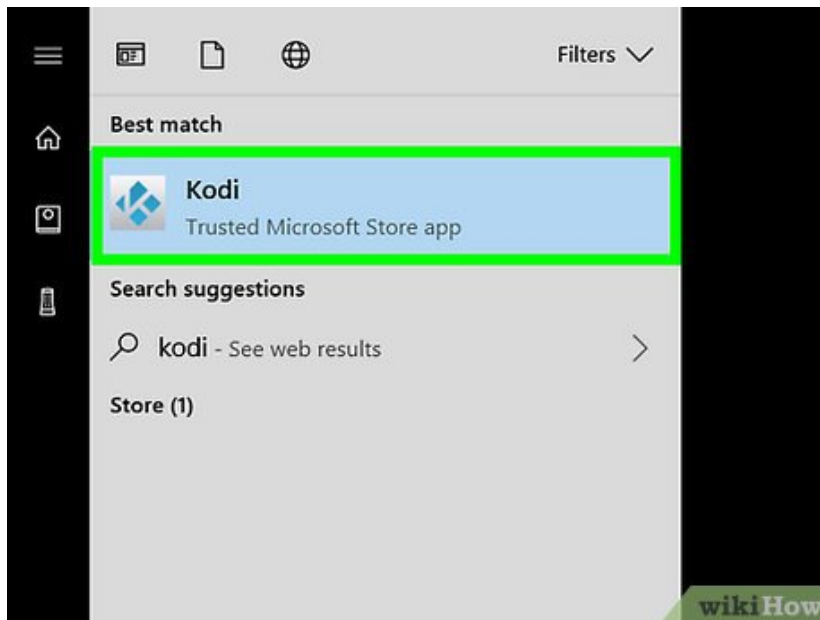 Filters
Best match
Kodi
Trusted Microsoft Store app
Search suggestions
kodi - See web results
Store (1)
wikiHow